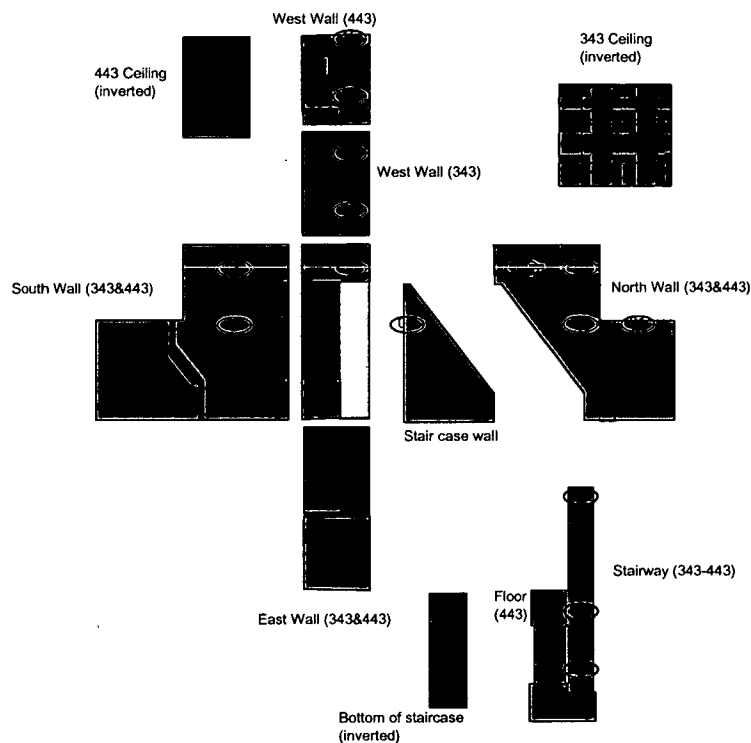 West Wall (443)
443 Ceiling
(inverted)
343 Ceiling
(inverted)
West Wall (343)
South Wall (343&443)
North Wall (343&443)
Stair case wall
Stairway (343-443)
Floor
(443)
East Wall (343&443)
Bottom of staircase
(inverted)